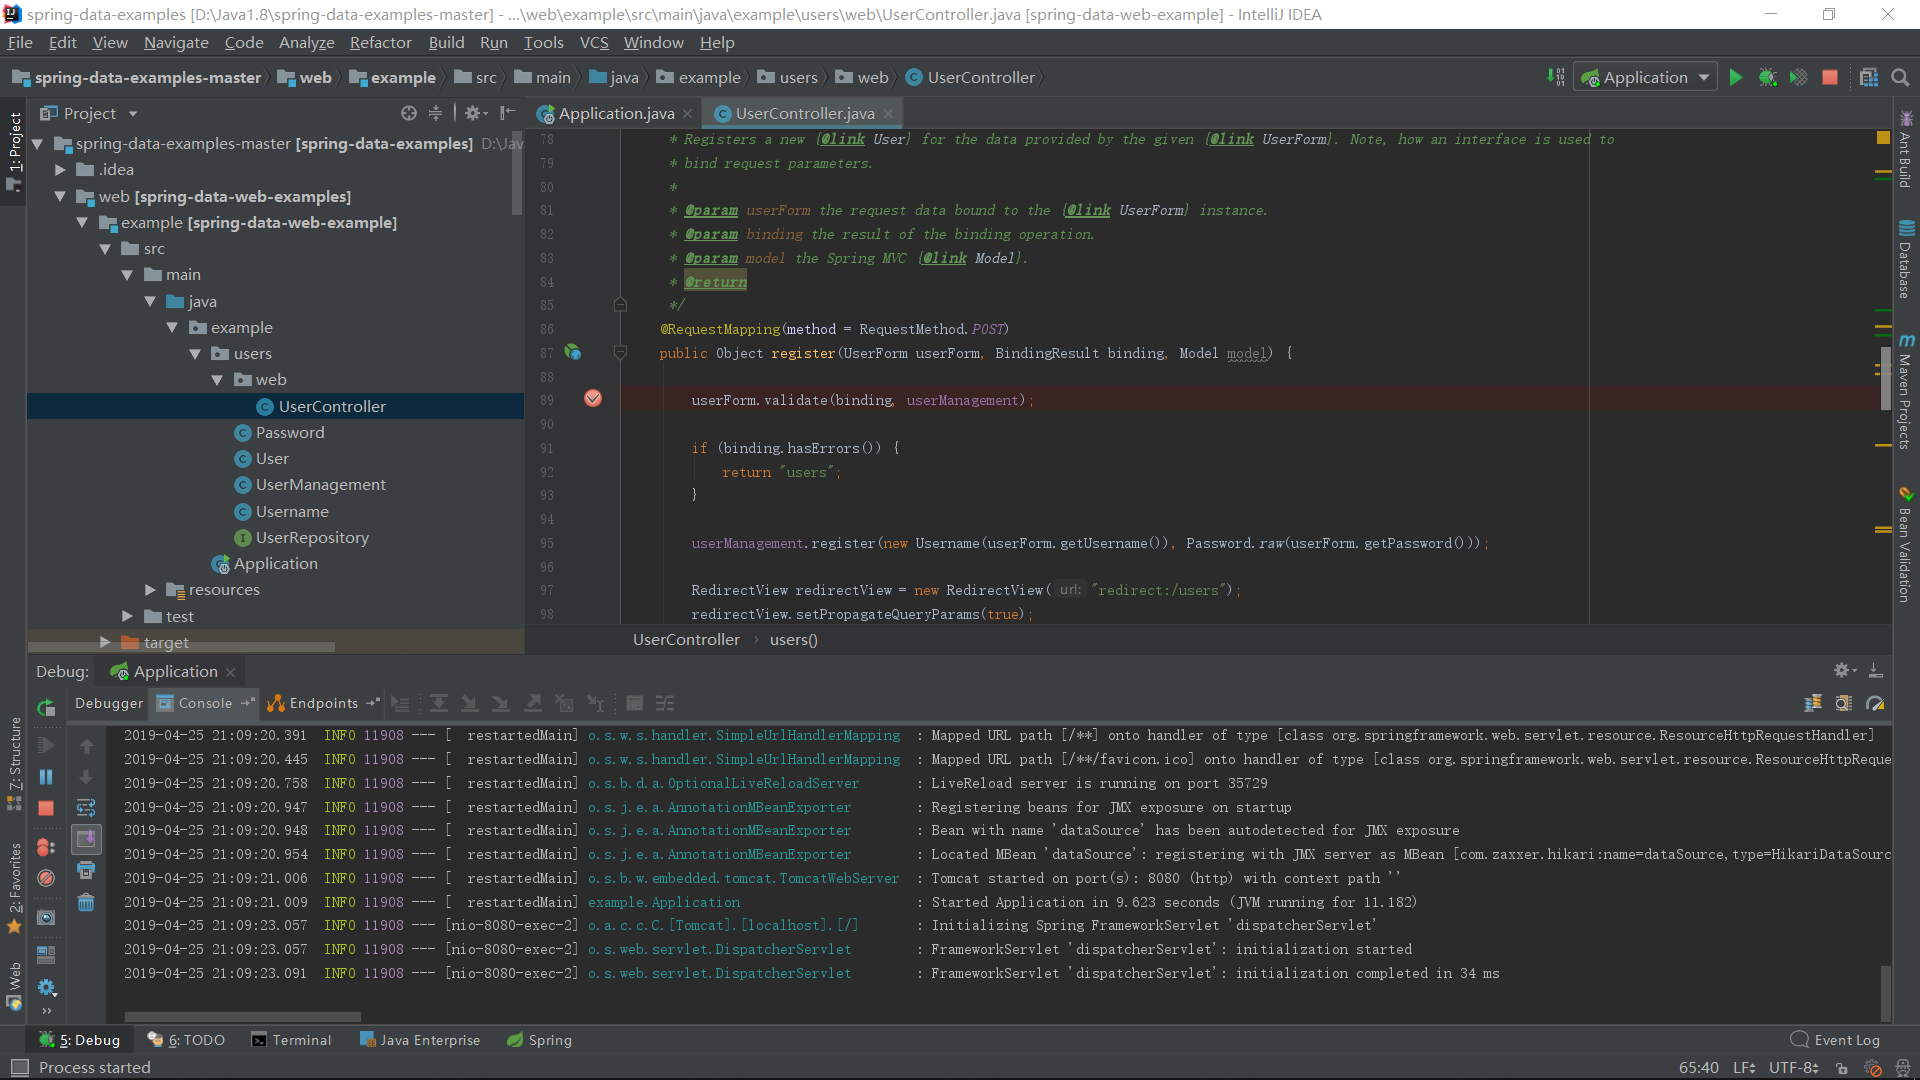 spring-data-examples [D:\Java1.8\spring-data-examples-master] - ...\web\example\src\main\java\example\users\web\UserController.java [spring-data-web-example] - IntelliJ IDEA
File Edit View Navigate Code Analyze Refactor Build Run Tools VCS Window Help
spring-data-examples-master web example src main java example users web UserController Application
Project
Application.java UserController.java
1: Project
spring-data-examples-master [spring-data-examples] D:\Jav
.idea
web [spring-data-web-examples]
example [spring-data-web-example]
src
main
java
example
users
web
UserController
Password
User
UserManagement
Username
UserRepository
Application
resources
test
target
78 * Registers a new {@link User} for the data provided by the given {@link UserForm}. Note, how an interface is used to
79 * bind request parameters.
80 *
81 * @param userForm the request data bound to the {@link UserForm} instance.
82 * @param binding the result of the binding operation.
83 * @param model the Spring MVC {@link Model}.
84 * @return
85 */
86 @RequestMapping(method = RequestMethod.POST)
87 public Object register(UserForm userForm, BindingResult binding, Model model) {
88
89 userForm.validate(binding, userManagement);
90
91 if (binding.hasErrors()) {
92 return "users";
93 }
94
95 userManagement.register(new Username(userForm.getUsername()), Password.raw(userForm.getPassword()));
96
97 RedirectView redirectView = new RedirectView( url: "redirect:/users");
98 redirectView.setPropagateQueryParams(true);
UserController › users()
Ant Build
Database
Maven Projects
Bean Validation
Debug: Application
Debugger Console Endpoints
2019-04-25 21:09:20.391 INFO 11908 --- [ restartedMain] o.s.w.s.handler.SimpleUrlHandlerMapping : Mapped URL path [/**] onto handler of type [class org.springframework.web.servlet.resource.ResourceHttpRequestHandler]
2019-04-25 21:09:20.445 INFO 11908 --- [ restartedMain] o.s.w.s.handler.SimpleUrlHandlerMapping : Mapped URL path [/**/favicon.ico] onto handler of type [class org.springframework.web.servlet.resource.ResourceHttpReque
2019-04-25 21:09:20.758 INFO 11908 --- [ restartedMain] o.s.b.d.a.OptionalLiveReloadServer : LiveReload server is running on port 35729
2019-04-25 21:09:20.947 INFO 11908 --- [ restartedMain] o.s.j.e.a.AnnotationMBeanExporter : Registering beans for JMX exposure on startup
2019-04-25 21:09:20.948 INFO 11908 --- [ restartedMain] o.s.j.e.a.AnnotationMBeanExporter : Bean with name 'dataSource' has been autodetected for JMX exposure
2019-04-25 21:09:20.954 INFO 11908 --- [ restartedMain] o.s.j.e.a.AnnotationMBeanExporter : Located MBean 'dataSource': registering with JMX server as MBean [com.zaxxer.hikari:name=dataSource,type=HikariDataSourc
2019-04-25 21:09:21.006 INFO 11908 --- [ restartedMain] o.s.b.w.embedded.tomcat.TomcatWebServer : Tomcat started on port(s): 8080 (http) with context path ''
2019-04-25 21:09:21.009 INFO 11908 --- [ restartedMain] example.Application : Started Application in 9.623 seconds (JVM running for 11.182)
2019-04-25 21:09:23.057 INFO 11908 --- [nio-8080-exec-2] o.a.c.c.C.[Tomcat].[localhost].[/] : Initializing Spring FrameworkServlet 'dispatcherServlet'
2019-04-25 21:09:23.057 INFO 11908 --- [nio-8080-exec-2] o.s.web.servlet.DispatcherServlet : FrameworkServlet 'dispatcherServlet': initialization started
2019-04-25 21:09:23.091 INFO 11908 --- [nio-8080-exec-2] o.s.web.servlet.DispatcherServlet : FrameworkServlet 'dispatcherServlet': initialization completed in 34 ms
Z: Structure
2: Favorites
Web
5: Debug 6: TODO Terminal Java Enterprise Spring Event Log
Process started 65:40 LF UTF-8